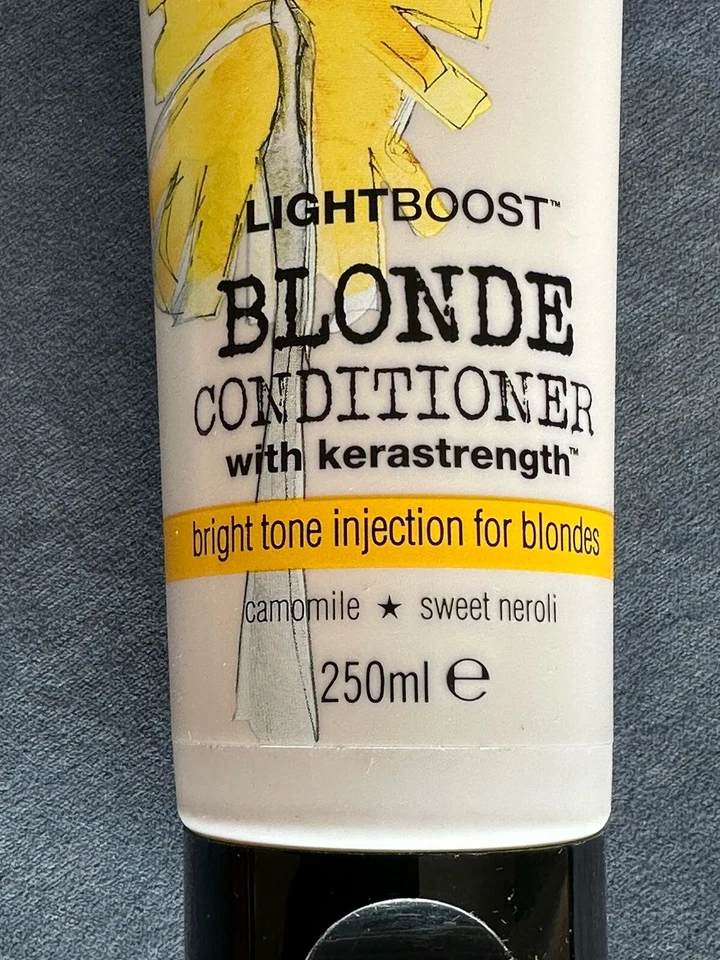 LIGHTBOOST™
BLONDE
CONDITIONER
with kerastrength™
bright tone injection for blondes
camomile ★ sweet neroli
250ml ℮